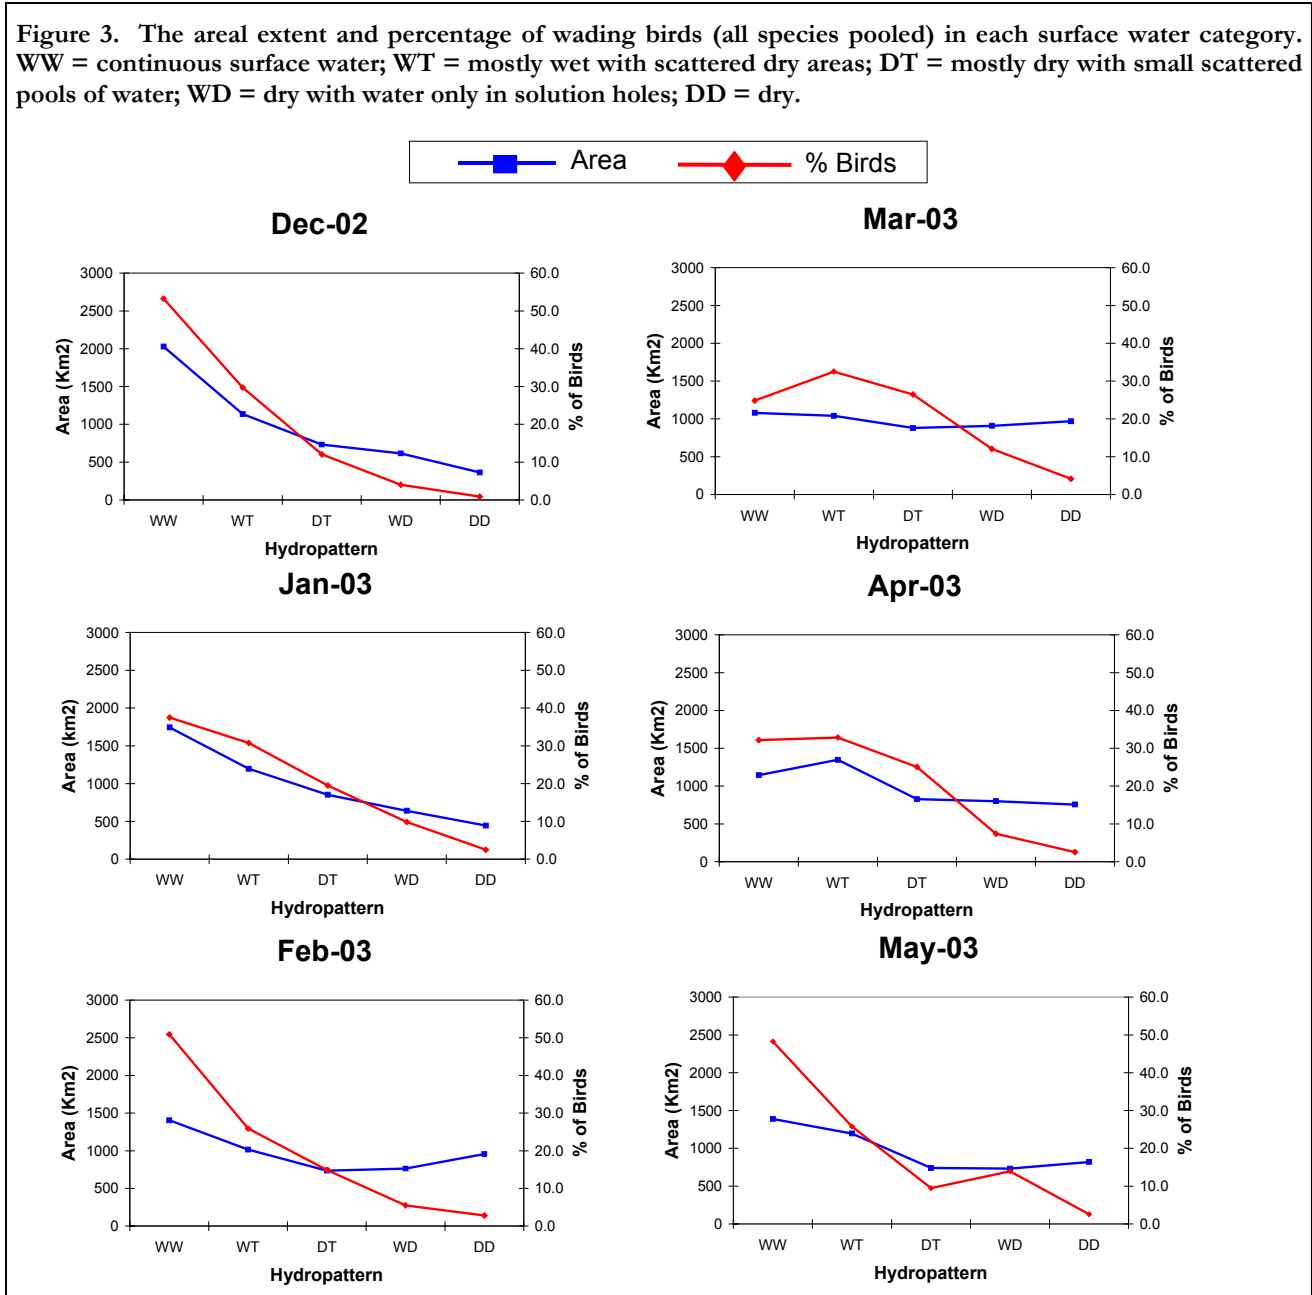 Figure 3. The areal extent and percentage of wading birds (all species pooled) in each surface water category.
WW = continuous surface water; WT = mostly wet with scattered dry areas; DT = mostly dry with small scattered
pools of water; WD = dry with water only in solution holes; DD = dry.
Area % Birds
Dec-02
3000
2500
2000
1500
1000
500
0
Area (Km2)
60.0
50.0
40.0
30.0
20.0
10.0
0.0
% of Birds
WW WT DT WD DD
Hydropattern
Mar-03
3000
2500
2000
1500
1000
500
0
Area (Km2)
60.0
50.0
40.0
30.0
20.0
10.0
0.0
% of Birds
WW WT DT WD DD
Hydropattern
Jan-03
3000
2500
2000
1500
1000
500
0
Area (km2)
60.0
50.0
40.0
30.0
20.0
10.0
0.0
% of Birds
WW WT DT WD DD
Hydropattern
Apr-03
3000
2500
2000
1500
1000
500
0
Area (Km2)
60.0
50.0
40.0
30.0
20.0
10.0
0.0
% of Birds
WW WT DT WD DD
Hydropattern
Feb-03
3000
2500
2000
1500
1000
500
0
Area (Km2)
60.0
50.0
40.0
30.0
20.0
10.0
0.0
% of Birds
WW WT DT WD DD
Hydropattern
May-03
3000
2500
2000
1500
1000
500
0
Area (Km2)
60.0
50.0
40.0
30.0
20.0
10.0
0.0
% of Birds
WW WT DT WD DD
Hydropattern